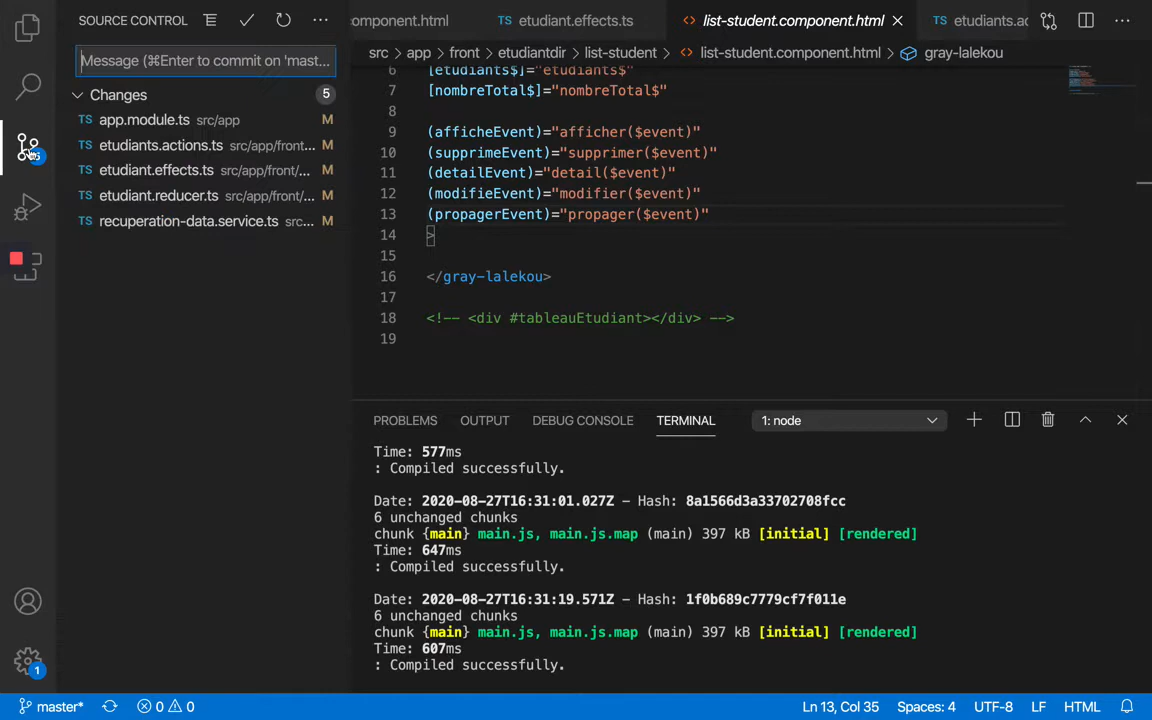 SOURCE CONTROL
Message (⌘Enter to commit on 'mast...
Changes 5
TS app.module.ts src/app M
TS etudiants.actions.ts src/app/front... M
TS etudiant.effects.ts src/app/front/... M
TS etudiant.reducer.ts src/app/front/... M
TS recuperation-data.service.ts src... M
1
component.html TS etudiant.effects.ts <> list-student.component.html TS etudiants.ac
src > app > front > etudiantdir > list-student > <> list-student.component.html > gray-lalekou
6 [etudiants$]="etudiants$"
7 [nombreTotal$]="nombreTotal$"
8
9 (afficheEvent)="afficher($event)"
10 (supprimeEvent)="supprimer($event)"
11 (detailEvent)="detail($event)"
12 (modifieEvent)="modifier($event)"
13 (propagerEvent)="propager($event)"
14 >
15
16 </gray-lalekou>
17
18 <!-- <div #tableauEtudiant></div> -->
19
PROBLEMS OUTPUT DEBUG CONSOLE TERMINAL 1: node
Time: 577ms
: Compiled successfully.
Date: 2020-08-27T16:31:01.027Z - Hash: 8a1566d3a33702708fcc
6 unchanged chunks
chunk {main} main.js, main.js.map (main) 397 kB [initial] [rendered]
Time: 647ms
: Compiled successfully.
Date: 2020-08-27T16:31:19.571Z - Hash: 1f0b689c7779cf7f011e
6 unchanged chunks
chunk {main} main.js, main.js.map (main) 397 kB [initial] [rendered]
Time: 607ms
: Compiled successfully.
master* 0 0 Ln 13, Col 35 Spaces: 4 UTF-8 LF HTML